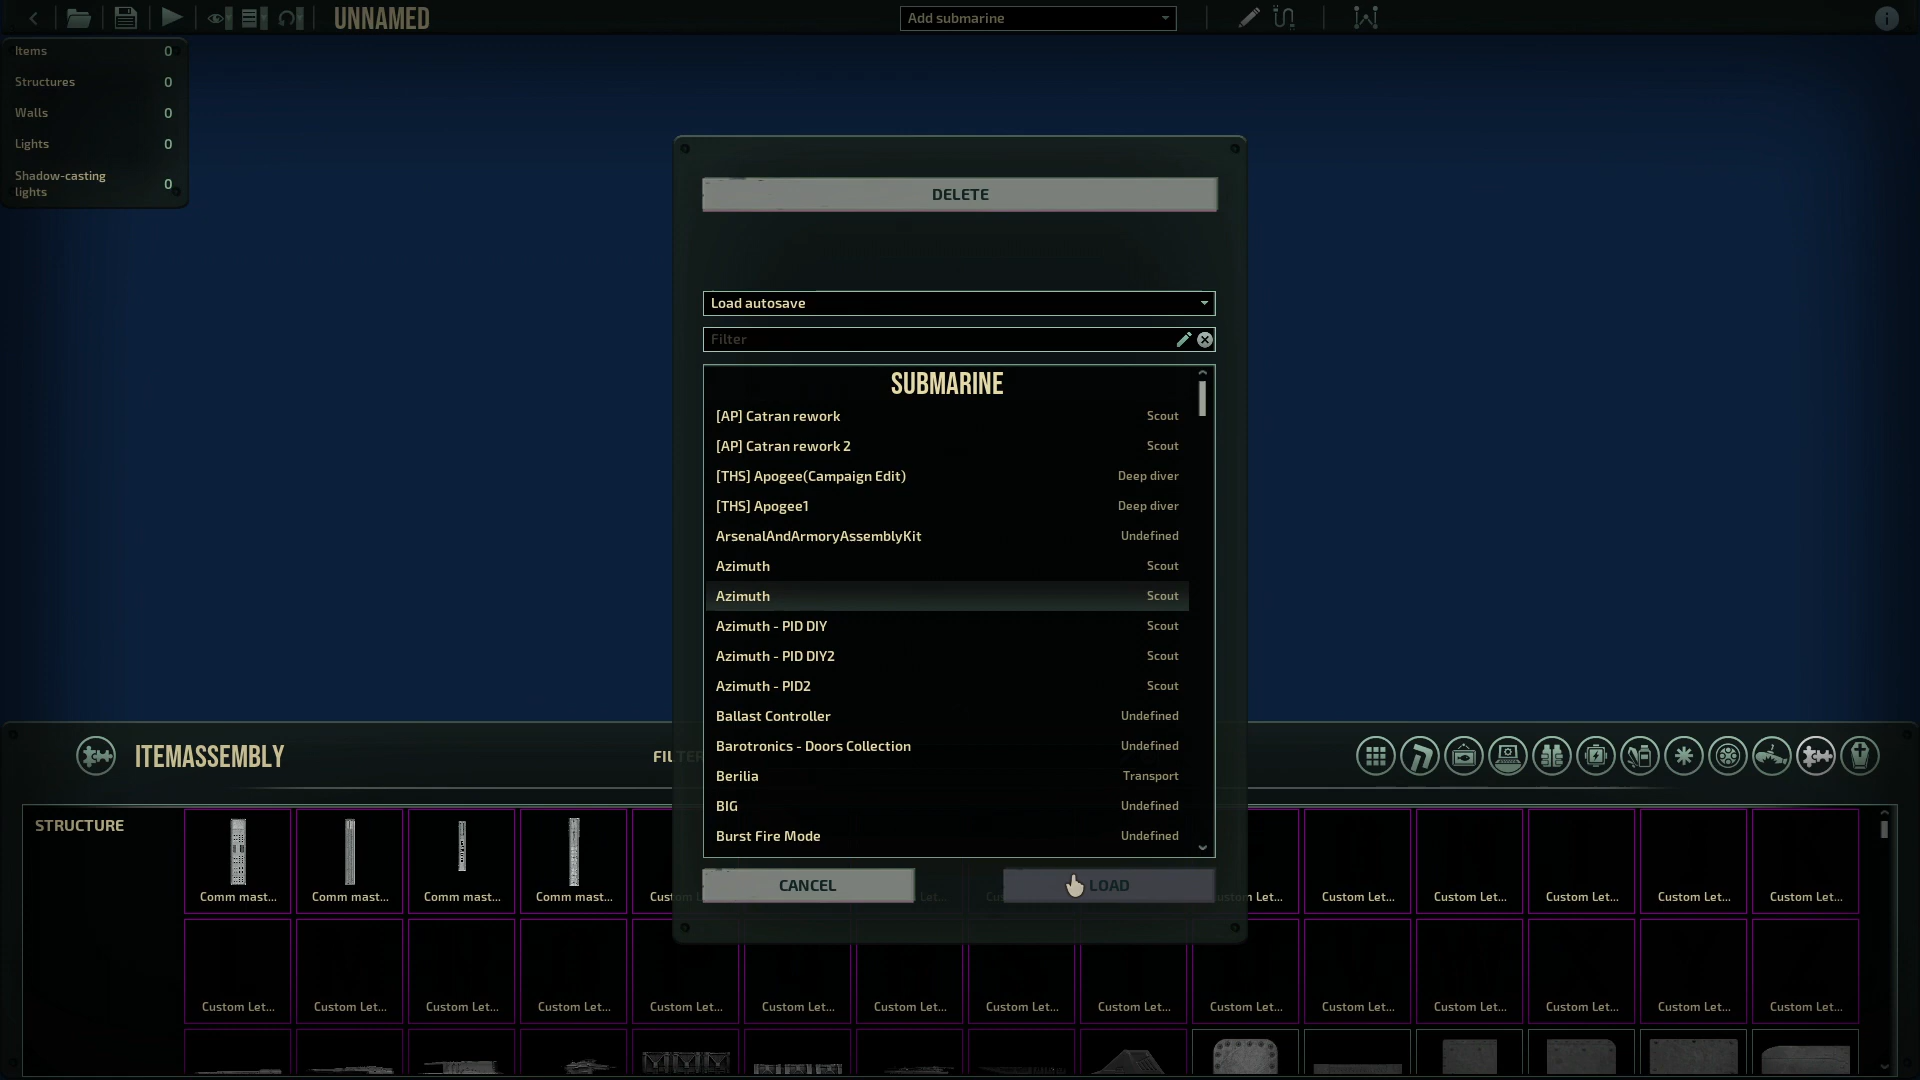 UNNAMED
Add submarine
Items 0
Structures 0
Walls 0
Lights 0
Shadow-casting
lights 0
DELETE
Load autosave
Filter
SUBMARINE
[AP] Catran rework Scout
[AP] Catran rework 2 Scout
[THS] Apogee(Campaign Edit) Deep diver
[THS] Apogee1 Deep diver
ArsenalAndArmoryAssemblyKit Undefined
Azimuth Scout
Azimuth Scout
Azimuth - PID DIY Scout
Azimuth - PID DIY2 Scout
Azimuth - PID2 Scout
Ballast Controller Undefined
Barotronics - Doors Collection Undefined
Berilia Transport
BIG Undefined
Burst Fire Mode Undefined
CANCEL LOAD
ITEMASSEMBLY FILTER
STRUCTURE
Comm mast... Comm mast... Comm mast... Comm mast... Custom Let... Custom Let... Custom Let... Custom Let... Custom Let... Custom Let...
Custom Let... Custom Let... Custom Let... Custom Let... Custom Let... Custom Let... Custom Let... Custom Let... Custom Let... Custom Let... Custom Let... Custom Let... Custom Let... Custom Let... Custom Let...